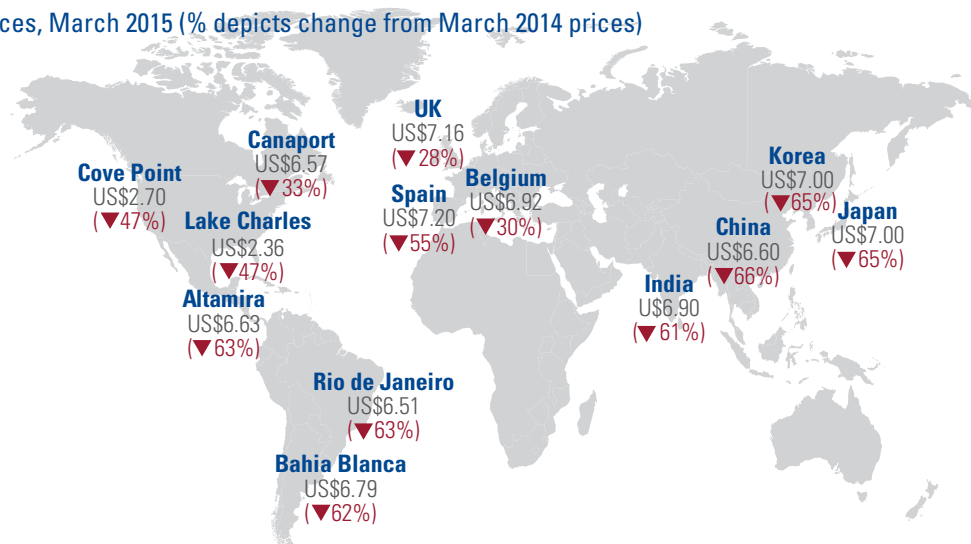 ces, March 2015 (% depicts change from March 2014 prices)
UK
US$7.16
(▼28%)
Canaport
US$6.57
(▼33%)
Cove Point
US$2.70
(▼47%)
Lake Charles
US$2.36
(▼47%)
Altamira
US$6.63
(▼63%)
Spain
US$7.20
(▼55%)
Belgium
US$6.92
(▼30%)
Korea
US$7.00
(▼65%)
Japan
US$7.00
(▼65%)
China
US$6.60
(▼66%)
India
U$6.90
(▼61%)
Rio de Janeiro
US$6.51
(▼63%)
Bahia Blanca
US$6.79
(▼62%)